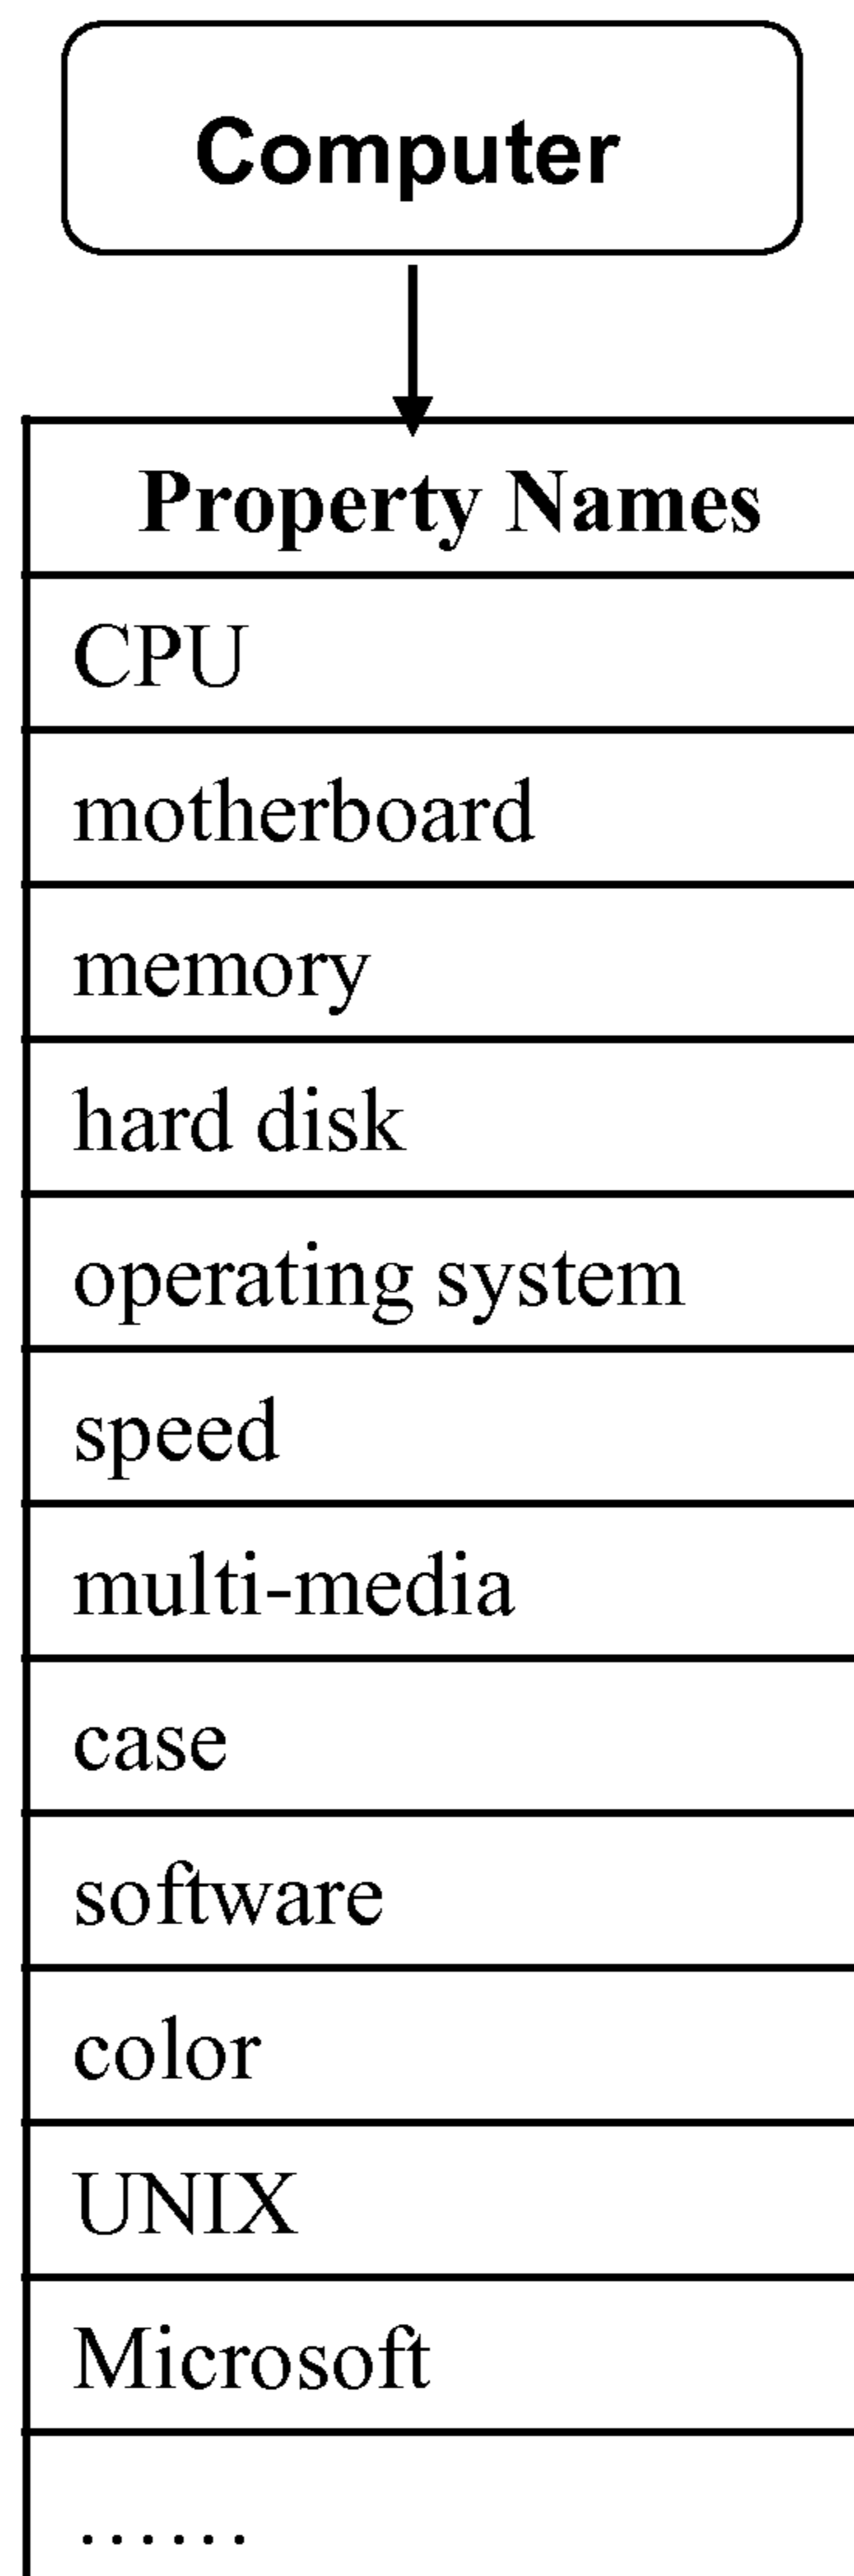 Computer
Property Names
CPU
motherboard
memory
hard disk
operating system
speed
multi-media
case
software
color
UNIX
Microsoft
……